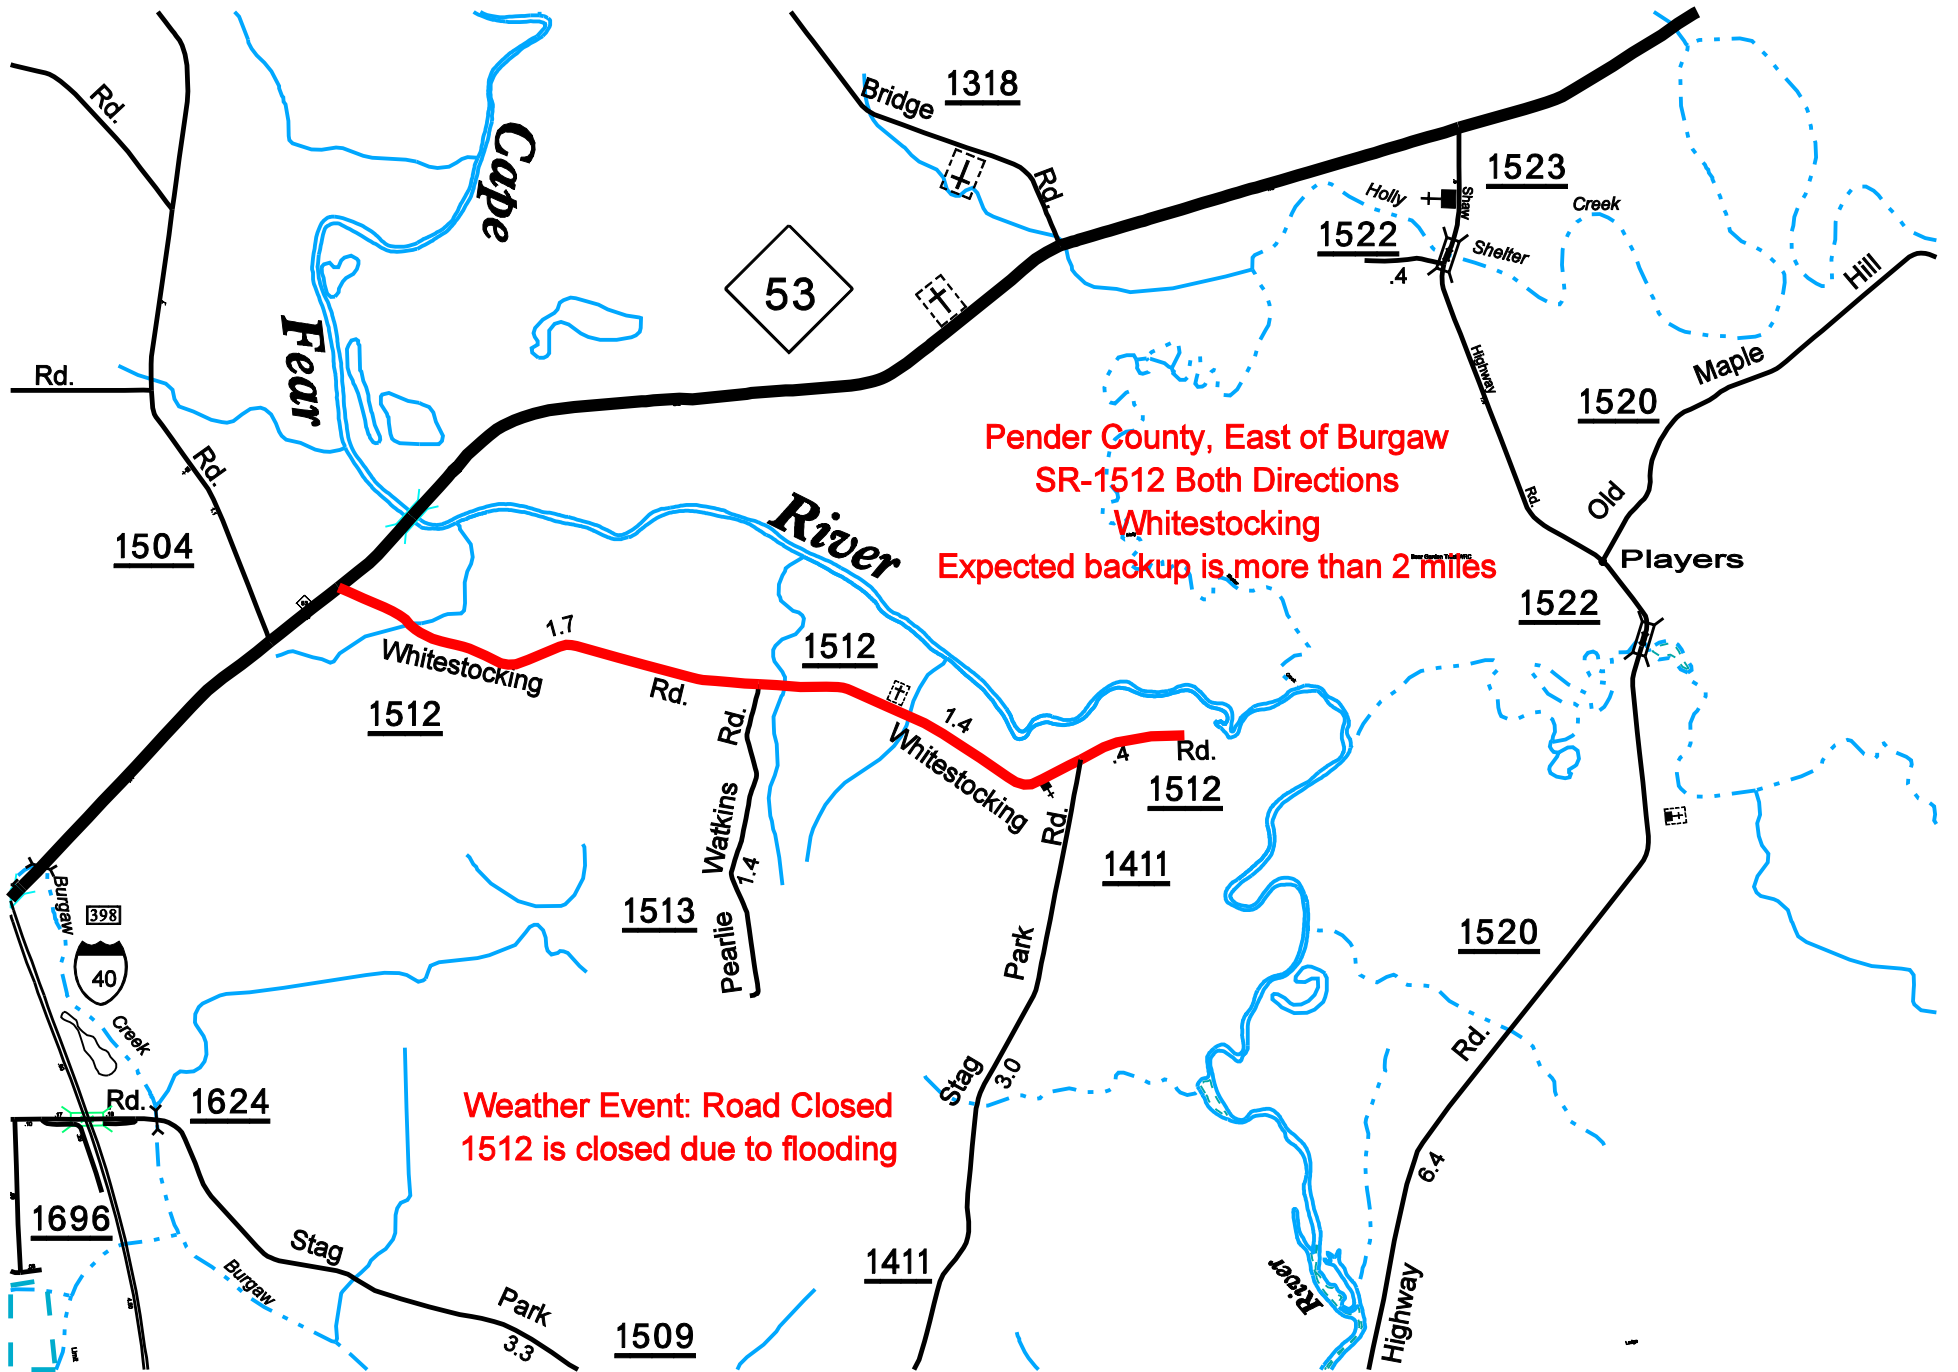 Rd.
Cape
Bridge
1318
Rd.
1523
Holly
Shaw
Creek
1522
Shelter
.4
Hill
53
Fear
Rd.
Highway
Maple
1520
Rd.
Pender County, East of Burgaw
SR-1512 Both Directions
Whitestocking
Expected backup is more than 2 miles
Rd.
Old
River
1504
Players
1522
1.7
1512
Whitestocking
Rd.
1512
Rd.
1.4
Whitestocking
.4
Rd.
1512
Watkins
Rd.
1.4
1411
Burgaw
398
40
1513
Pearlie
Park
1520
Creek
Rd.
Stag
3.0
Rd.
1624
Weather Event: Road Closed
1512 is closed due to flooding
6.4
1696
Stag
1411
Burgaw
River
Park
3.3
1509
Highway